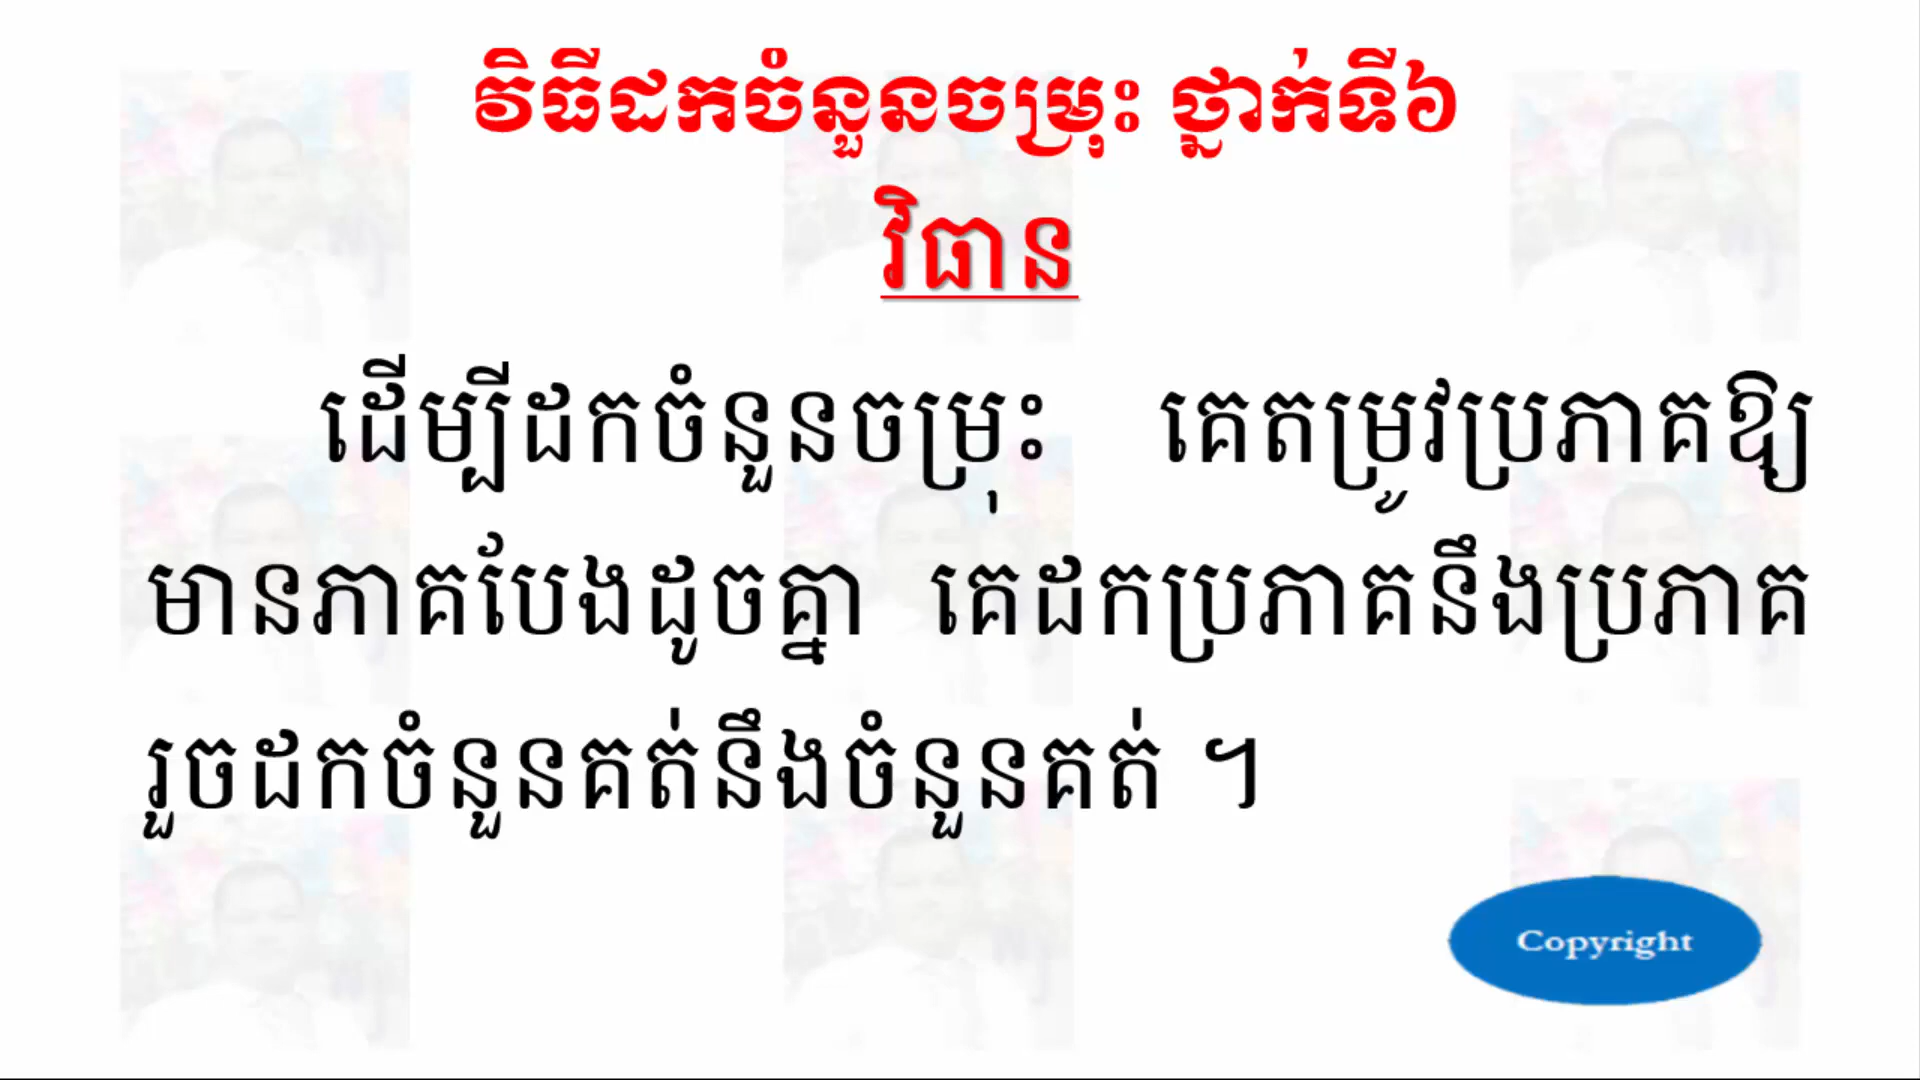 វិធីដកចំនួនចម្រុះ ថ្នាក់ទី៦
វិធាន
ដើម្បីដកចំនួនចម្រុះ គេតម្រូវប្រភាគឱ្យ
មានភាគបែងដូចគ្នា គេដកប្រភាគនឹងប្រភាគ
រួចដកចំនួនគត់នឹងចំនួនគត់ ។
Copyright